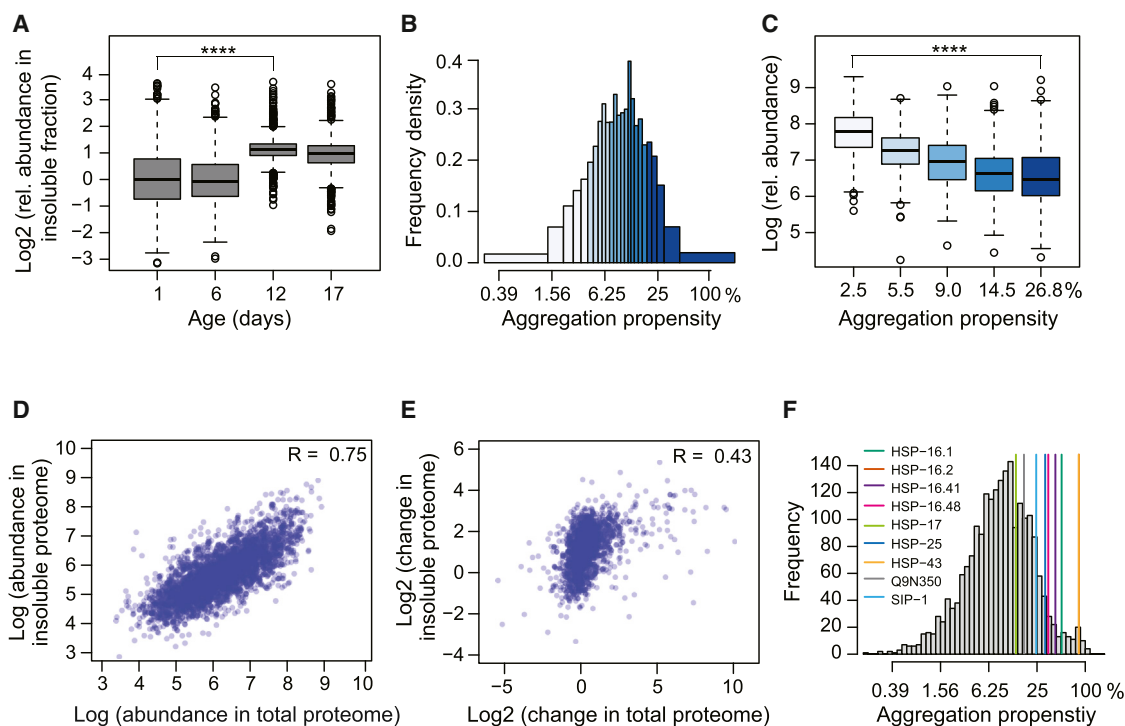 A
Log2 (rel. abundance in
insoluble fraction)
4
3
2
1
0
−1
−2
−3
****
1 6 12 17
Age (days)
B
Frequency density
0.4
0.3
0.2
0.1
0.0
0.39 1.56 6.25 25 100 %
Aggregation propensity
C
Log (rel. abundance)
9
8
7
6
5
****
2.5 5.5 9.0 14.5 26.8 %
Aggregation propensity
D
Log (abundance in
insoluble proteome)
10
9
8
7
6
5
4
3
R = 0.75
3 4 5 6 7 8 9 10
Log (abundance in total proteome)
E
Log2 (change in
insoluble proteome)
6
4
2
0
−2
−4
R = 0.43
−5 0 5 10
Log2 (change in total proteome)
F
Frequency
140
120
100
80
60
40
20
0
HSP−16.1
HSP−16.2
HSP−16.41
HSP−16.48
HSP−17
HSP−25
HSP−43
Q9N350
SIP−1
0.39 1.56 6.25 25 100 %
Aggregation propenstiy